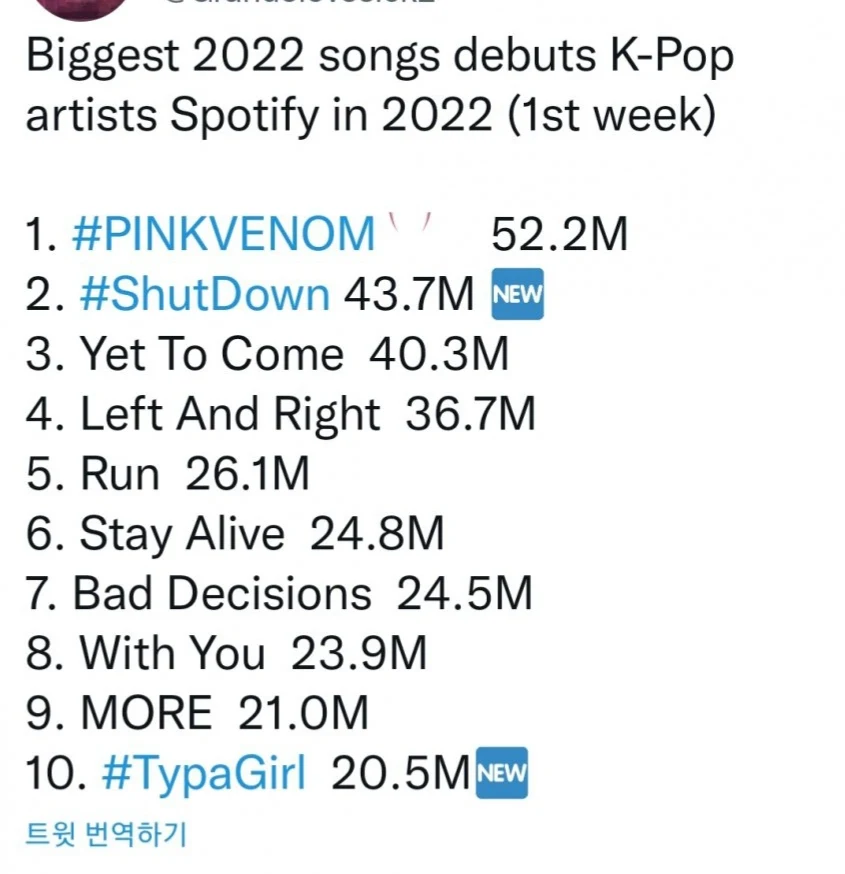 Biggest 2022 songs debuts K-Pop
artists Spotify in 2022 (1st week)
1. #PINKVENOM 52.2M
2. #ShutDown 43.7M NEW
3. Yet To Come 40.3M
4. Left And Right 36.7M
5. Run 26.1M
6. Stay Alive 24.8M
7. Bad Decisions 24.5M
8. With You 23.9M
9. MORE 21.0M
10. #TypaGirl 20.5M NEW
트윗 번역하기